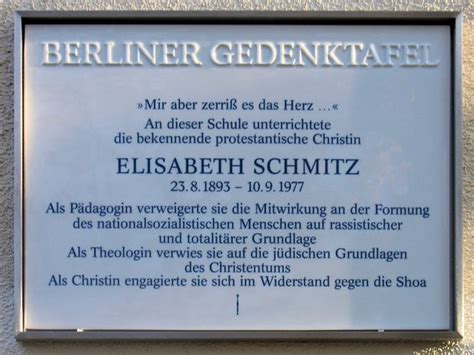 BERLINER GEDENKTAFEL
»Mir aber zerriß es das Herz ...«
An dieser Schule unterrichtete
die bekennende protestantische Christin
ELISABETH SCHMITZ
23. 8. 1893 – 10. 9. 1977
Als Pädagogin verweigerte sie die Mitwirkung an der Formung
des nationalsozialistischen Menschen auf rassistischer
und totalitärer Grundlage
Als Theologin verwies sie auf die jüdischen Grundlagen
des Christentums
Als Christin engagierte sie sich im Widerstand gegen die Shoa